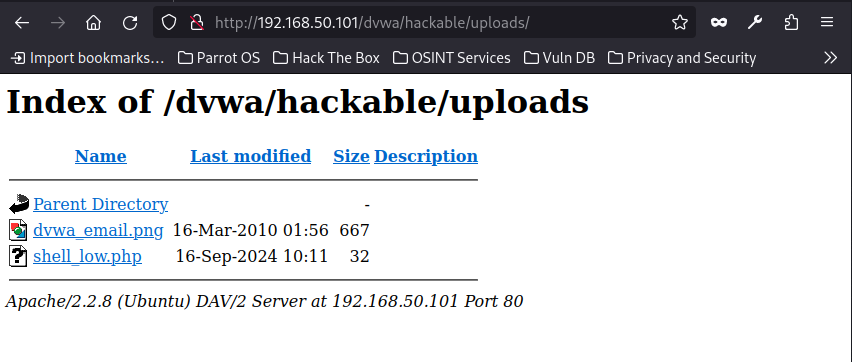 http://192.168.50.101/dvwa/hackable/uploads/
Import bookmarks... Parrot OS Hack The Box OSINT Services Vuln DB Privacy and Security
Index of /dvwa/hackable/uploads
Name Last modified Size Description
Parent Directory -
dvwa_email.png 16-Mar-2010 01:56 667
shell_low.php 16-Sep-2024 10:11 32
Apache/2.2.8 (Ubuntu) DAV/2 Server at 192.168.50.101 Port 80